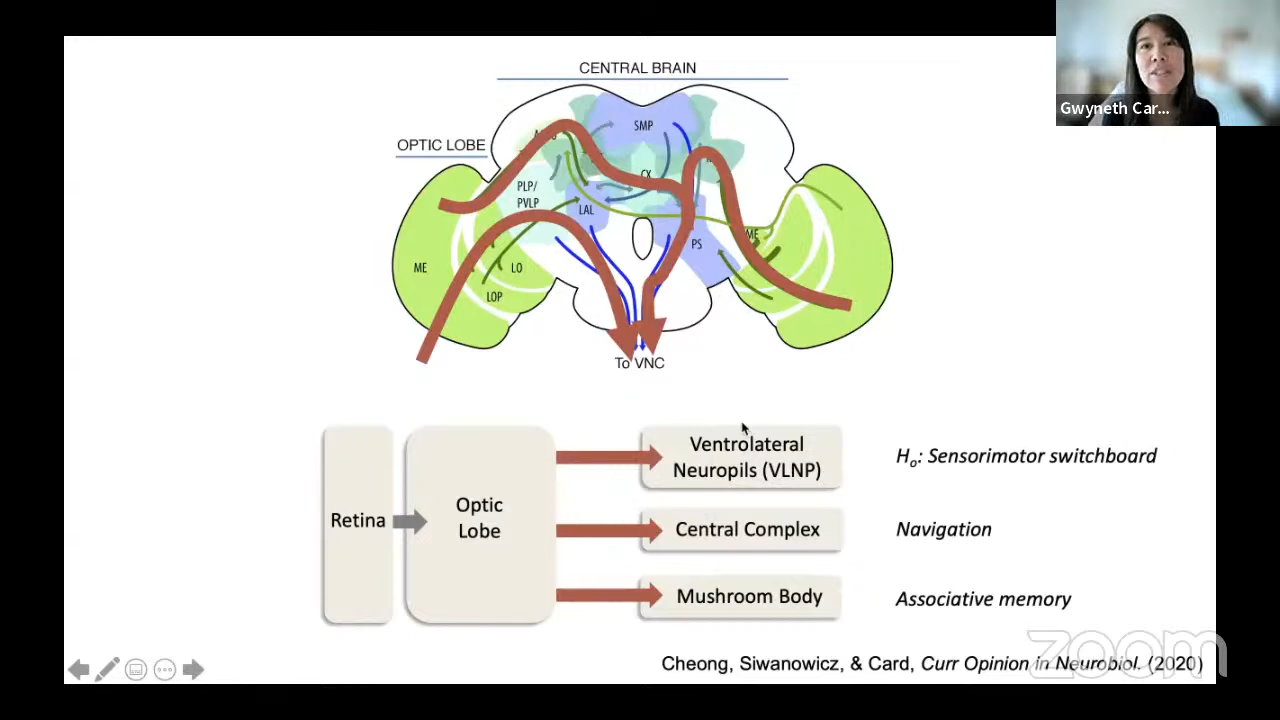 Gwyneth Car...
CENTRAL BRAIN
OPTIC LOBE
SMP
CX
PLP/
PVLP
LAL
PS
ME
ME
LO
LOP
To VNC
Retina
Optic
Lobe
Ventrolateral
Neuropils (VLNP)
Central Complex
Mushroom Body
Ho: Sensorimotor switchboard
Navigation
Associative memory
Cheong, Siwanowicz, & Card, Curr Opinion in Neurobiol. (2020)
zoom